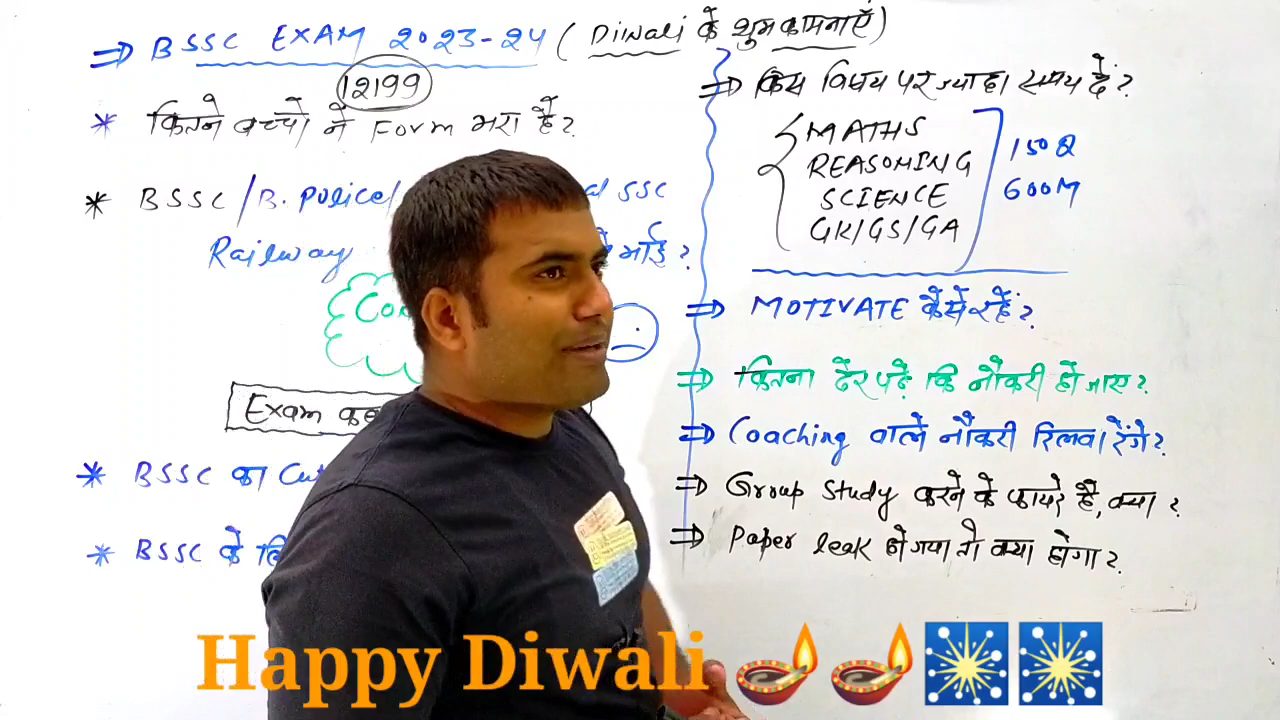 ⇒ BSSC EXAM 2023-24 ( Diwali के शुभ कामनाएँ )
12199
* कितने बच्चो ने Form भरा है?
* BSSC / B. Police / SSC
Railway भाई ?
Exam
* BSSC का
* BSSC के
⇒ किस विषय पर ज्यादा समय दें ?
MATHS
REASONING
SCIENCE
GK/GS/GA
150 Q
600 M
⇒ MOTIVATE कैसे रहें ?
⇒ कितना देर पढ़े कि नौकरी हो जाए ?
⇒ Coaching वाले नौकरी दिलवा देंगे ?
⇒ Group Study करने के फायदे हैं, क्या ?
⇒ Paper leak हो गया तो क्या होगा ?
Happy Diwali